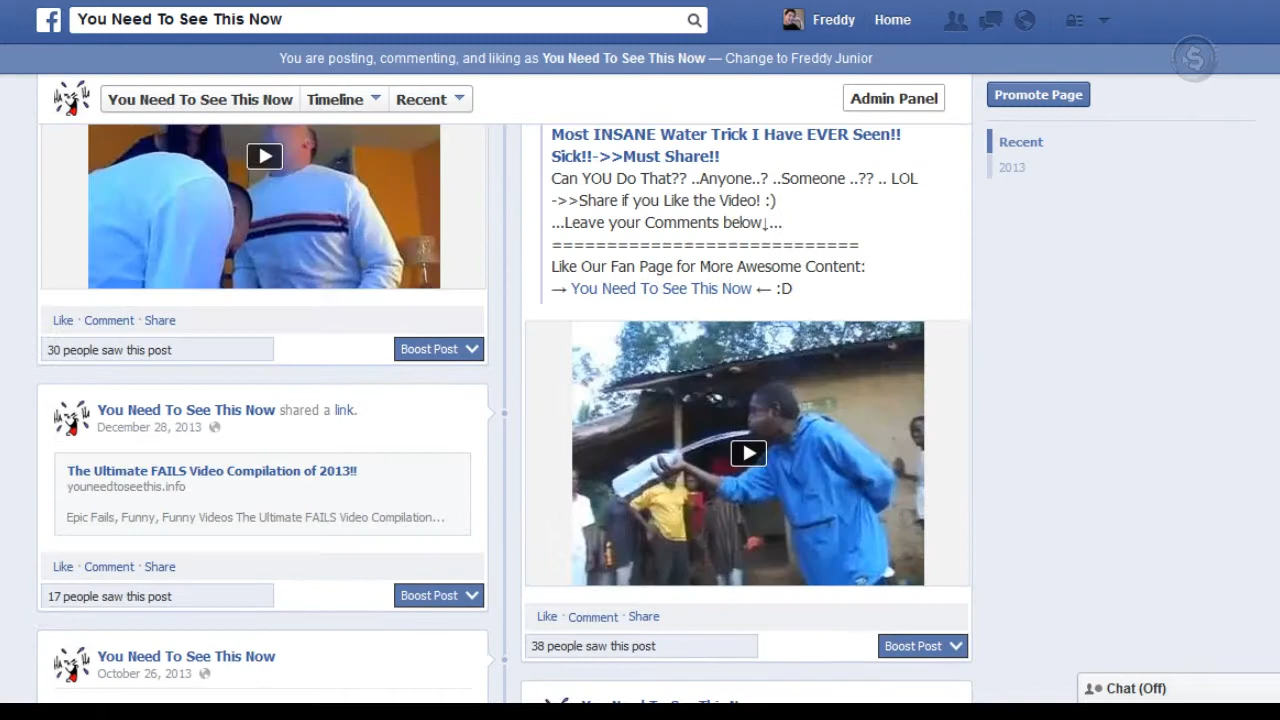 You Need To See This Now
Freddy
Home
You are posting, commenting, and liking as You Need To See This Now — Change to Freddy Junior
You Need To See This Now
Timeline
Recent
Admin Panel
Promote Page
Recent
2013
Like · Comment · Share
30 people saw this post
Boost Post
You Need To See This Now shared a link.
December 28, 2013
The Ultimate FAILS Video Compilation of 2013!!
youneedtoseethis.info
Epic Fails, Funny, Funny Videos The Ultimate FAILS Video Compilation...
Like · Comment · Share
17 people saw this post
Boost Post
You Need To See This Now
October 26, 2013
Most INSANE Water Trick I Have EVER Seen!!
Sick!!->>Must Share!!
Can YOU Do That?? ..Anyone..? ..Someone ..?? .. LOL
->>Share if you Like the Video! :)
...Leave your Comments below↓...
============================
Like Our Fan Page for More Awesome Content:
→ You Need To See This Now ← :D
Like · Comment · Share
38 people saw this post
Boost Post
Chat (Off)